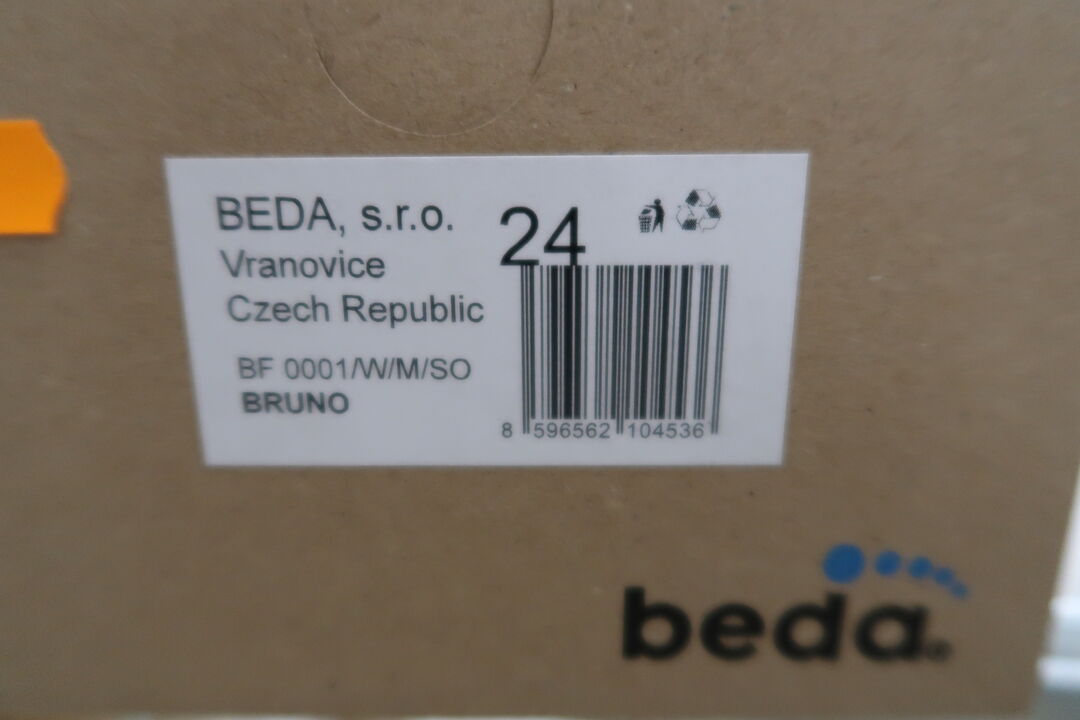 BEDA, s.r.o.
Vranovice
Czech Republic
BF 0001/W/M/SO
BRUNO
24
8 596562 104536
beda®